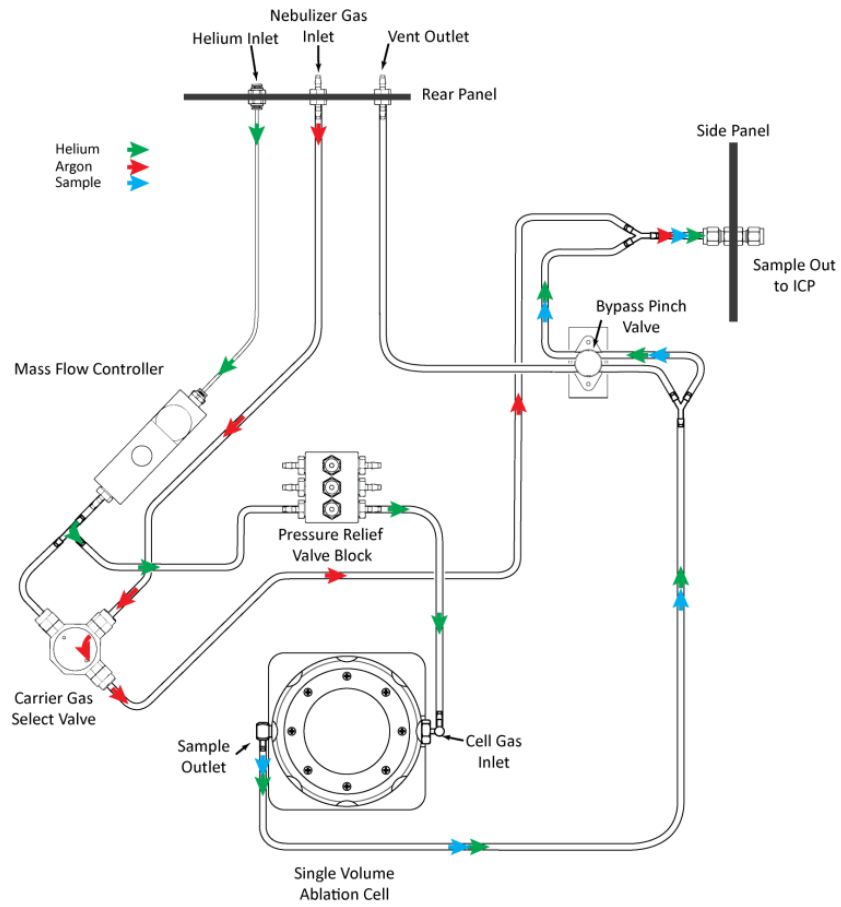 Nebulizer Gas
Inlet
Helium Inlet
Vent Outlet
Rear Panel
Side Panel
Helium
Argon
Sample
Sample Out
to ICP
Bypass Pinch
Valve
Mass Flow Controller
Pressure Relief
Valve Block
Carrier Gas
Select Valve
Sample
Outlet
Cell Gas
Inlet
Single Volume
Ablation Cell